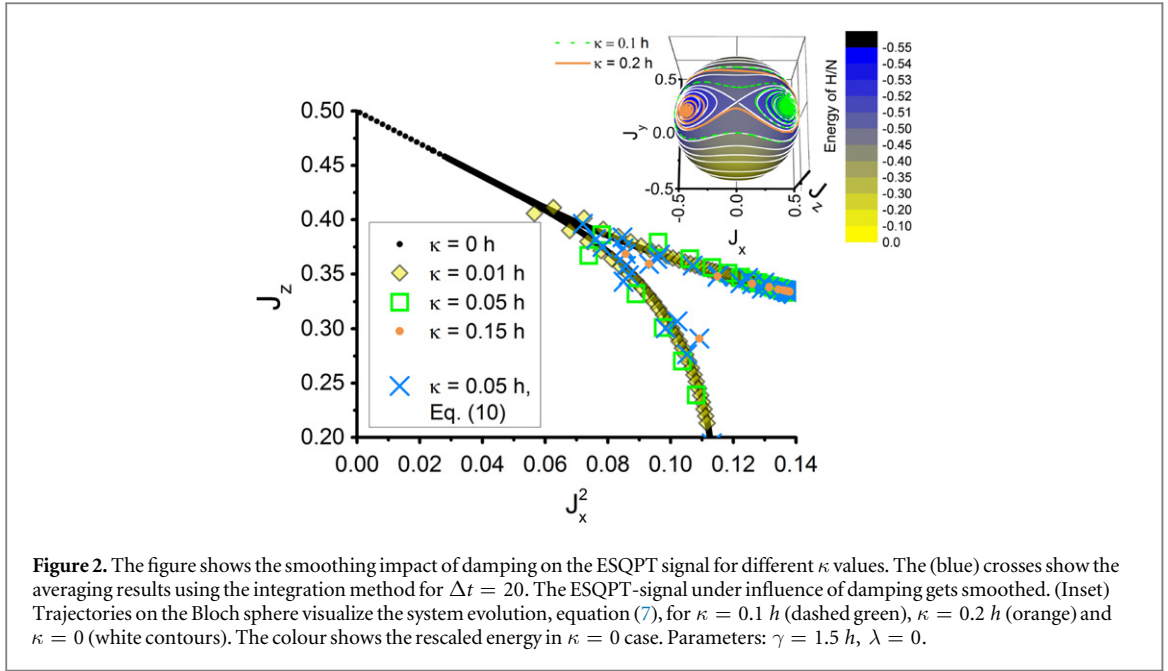 κ = 0.1 h
κ = 0.2 h
0.5
0.0
-0.5
J_y
-0.5
0.0
0.5
J_x
J_z
Energy of H/N
-0.55
-0.54
-0.53
-0.52
-0.51
-0.50
-0.45
-0.40
-0.35
-0.30
-0.20
-0.10
0.0
0.50
0.45
0.40
0.35
0.30
0.25
0.20
J_z
κ = 0 h
κ = 0.01 h
κ = 0.05 h
κ = 0.15 h
κ = 0.05 h,
Eq. (10)
0.00 0.02 0.04 0.06 0.08 0.10 0.12 0.14
J_x^2
Figure 2. The figure shows the smoothing impact of damping on the ESQPT signal for different κ values. The (blue) crosses show the
averaging results using the integration method for Δt = 20. The ESQPT-signal under influence of damping gets smoothed. (Inset)
Trajectories on the Bloch sphere visualize the system evolution, equation (7), for κ = 0.1 h (dashed green), κ = 0.2 h (orange) and
κ = 0 (white contours). The colour shows the rescaled energy in κ = 0 case. Parameters: γ = 1.5 h, λ = 0.